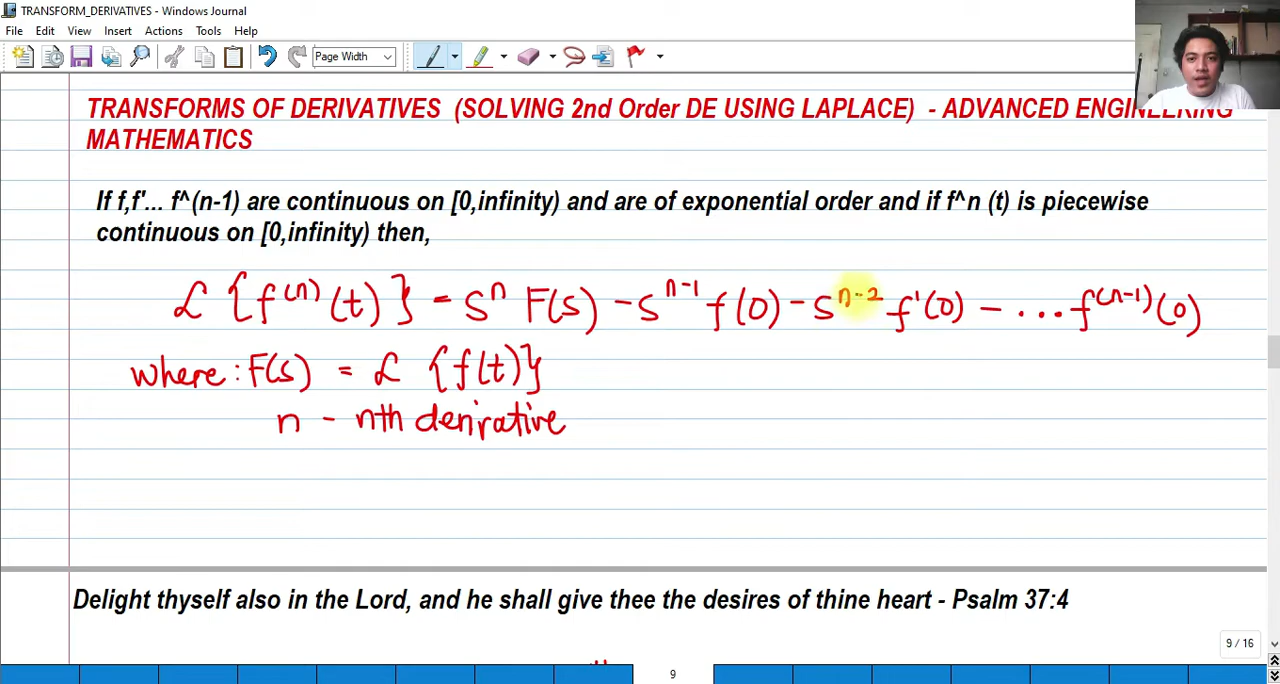 TRANSFORM_DERIVATIVES - Windows Journal
File Edit View Insert Actions Tools Help
Page Width
TRANSFORMS OF DERIVATIVES (SOLVING 2nd Order DE USING LAPLACE) - ADVANCED ENGINEERING
MATHEMATICS
If f,f'... f^(n-1) are continuous on [0,infinity) and are of exponential order and if f^n (t) is piecewise
continuous on [0,infinity) then,
ℒ {f⁽ⁿ⁾(t)} = sⁿ F(s) - sⁿ⁻¹ f(0) - sⁿ⁻² f'(0) - ... f⁽ⁿ⁻¹⁾(0)
where: F(s) = ℒ {f(t)}
n - nth derivative
Delight thyself also in the Lord, and he shall give thee the desires of thine heart - Psalm 37:4
9 / 16
9